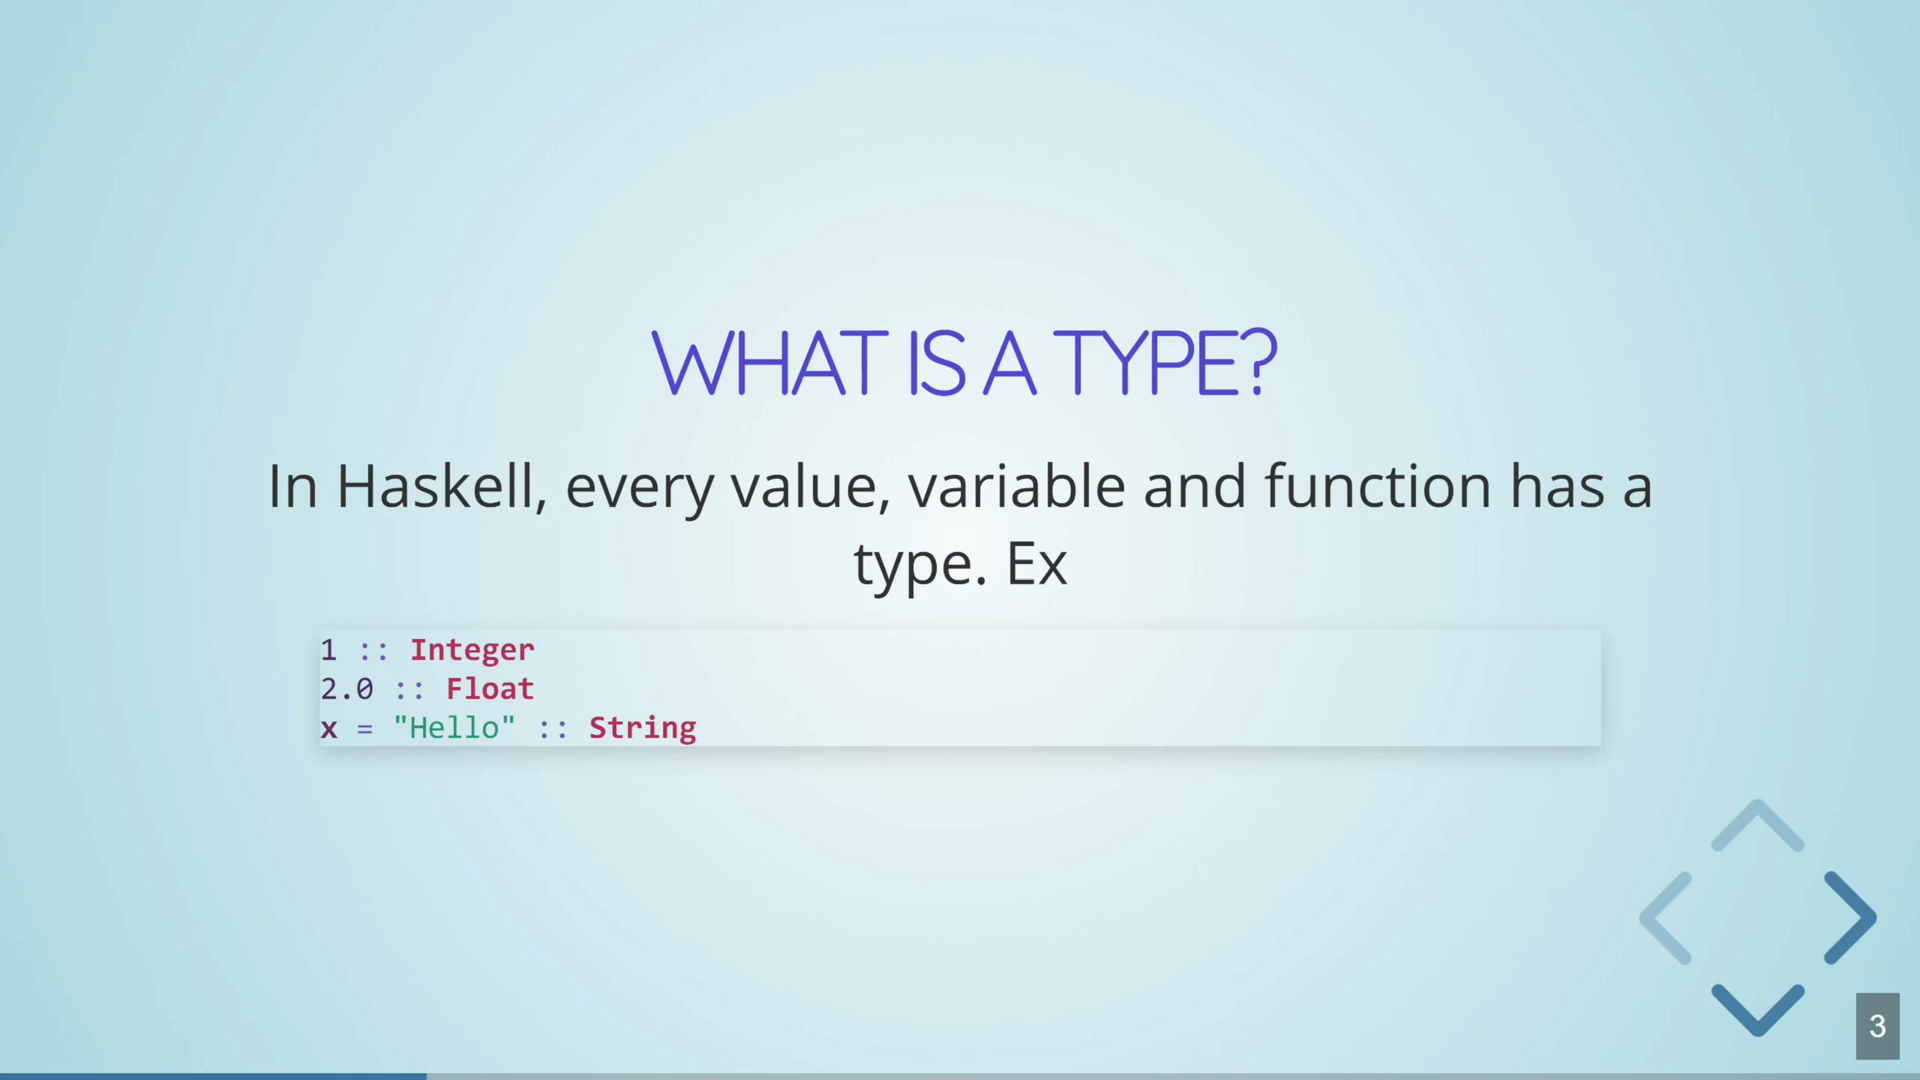 WHAT IS A TYPE?
In Haskell, every value, variable and function has a
type. Ex
1 :: Integer
2.0 :: Float
x = "Hello" :: String
3